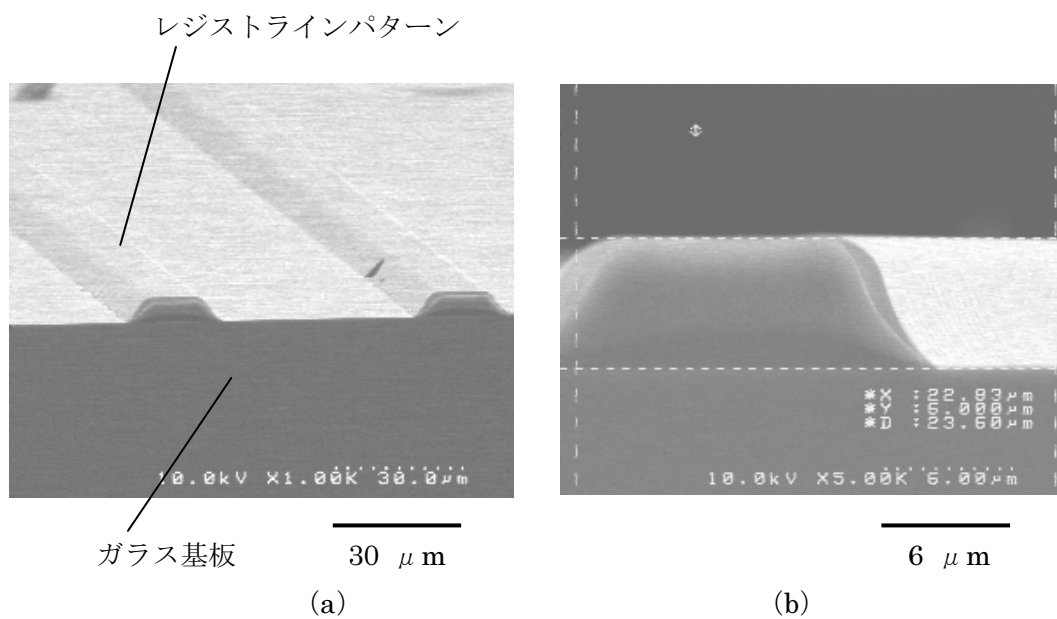 レジストラインパターン
10.0kV X1.00K 30.0μm
*X :22.83μm
*Y :6.000μm
*D :23.60μm
10.0kV X5.00K 6.00μm
ガラス基板
30 μm
6 μm
(a)
(b)